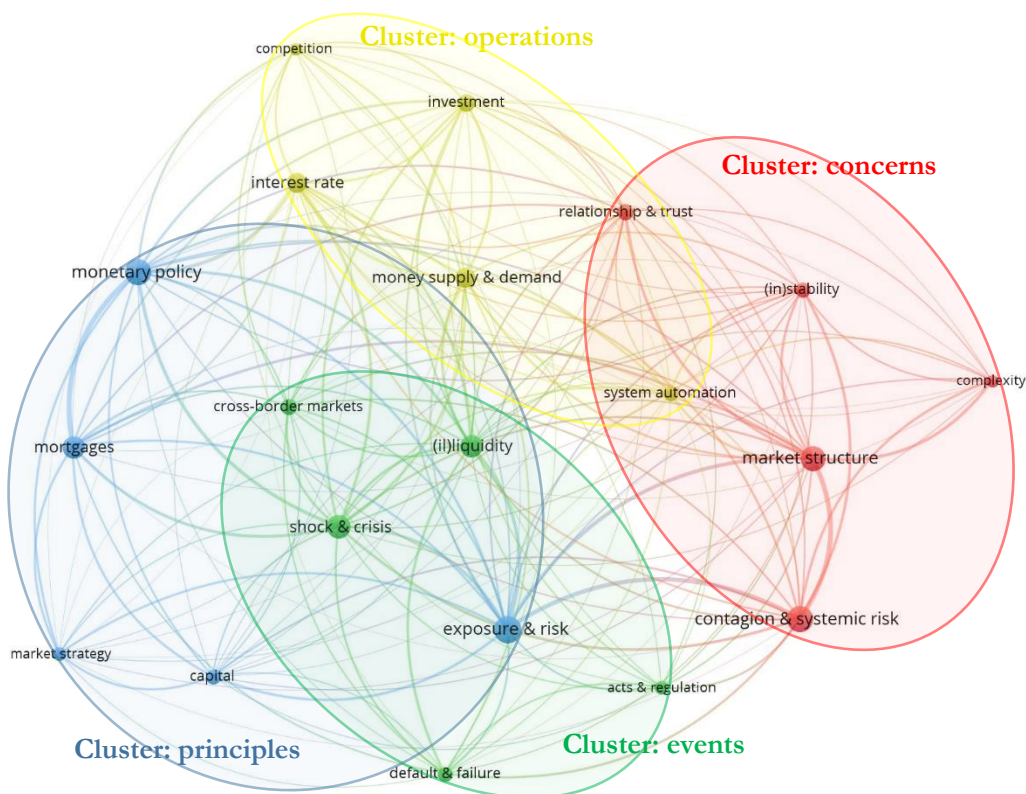 Cluster: operations
competition
investment
Cluster: concerns
interest rate
relationship & trust
monetary policy
money supply & demand
(in)stability
complexity
system automation
cross-border markets
mortgages
(il)liquidity
market structure
shock & crisis
contagion & systemic risk
exposure & risk
market strategy
capital
acts & regulation
Cluster: principles
Cluster: events
default & failure